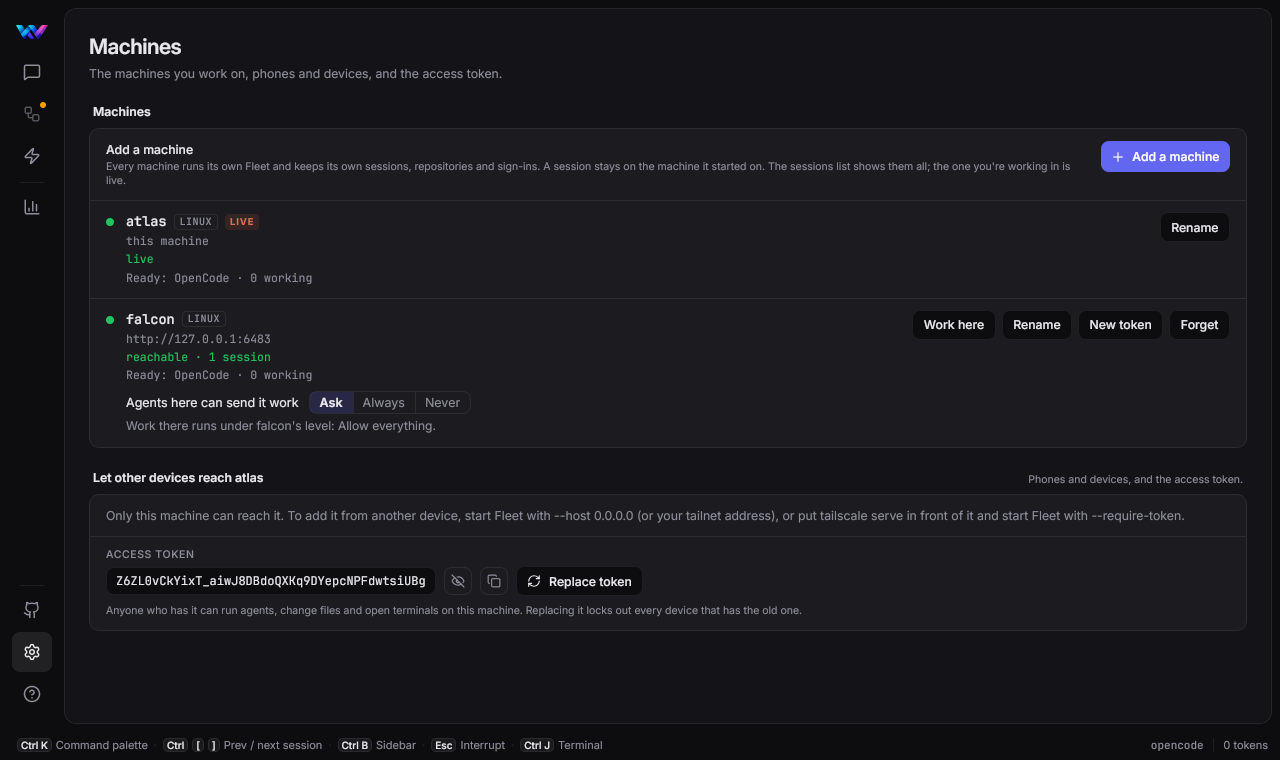 Machines
The machines you work on, phones and devices, and the access token.
Machines
Add a machine
Every machine runs its own Fleet and keeps its own sessions, repositories and sign-ins. A session stays on the machine it started on. The sessions list shows them all; the one you're working in is
live.
Add a machine
atlas LINUX LIVE
this machine
live
Ready: OpenCode · 0 working
Rename
falcon LINUX
http://127.0.0.1:6483
reachable · 1 session
Ready: OpenCode · 0 working
Work here Rename New token Forget
Agents here can send it work Ask Always Never
Work there runs under falcon's level: Allow everything.
Let other devices reach atlas
Phones and devices, and the access token.
Only this machine can reach it. To add it from another device, start Fleet with --host 0.0.0.0 (or your tailnet address), or put tailscale serve in front of it and start Fleet with --require-token.
ACCESS TOKEN
Z6ZL0vCkYixT_aiwJ8DBdoQXKq9DYepcNPFdwtsiUBg Replace token
Anyone who has it can run agents, change files and open terminals on this machine. Replacing it locks out every device that has the old one.
Ctrl K Command palette · Ctrl [ ] Prev / next session · Ctrl B Sidebar · Esc Interrupt · Ctrl J Terminal
opencode 0 tokens